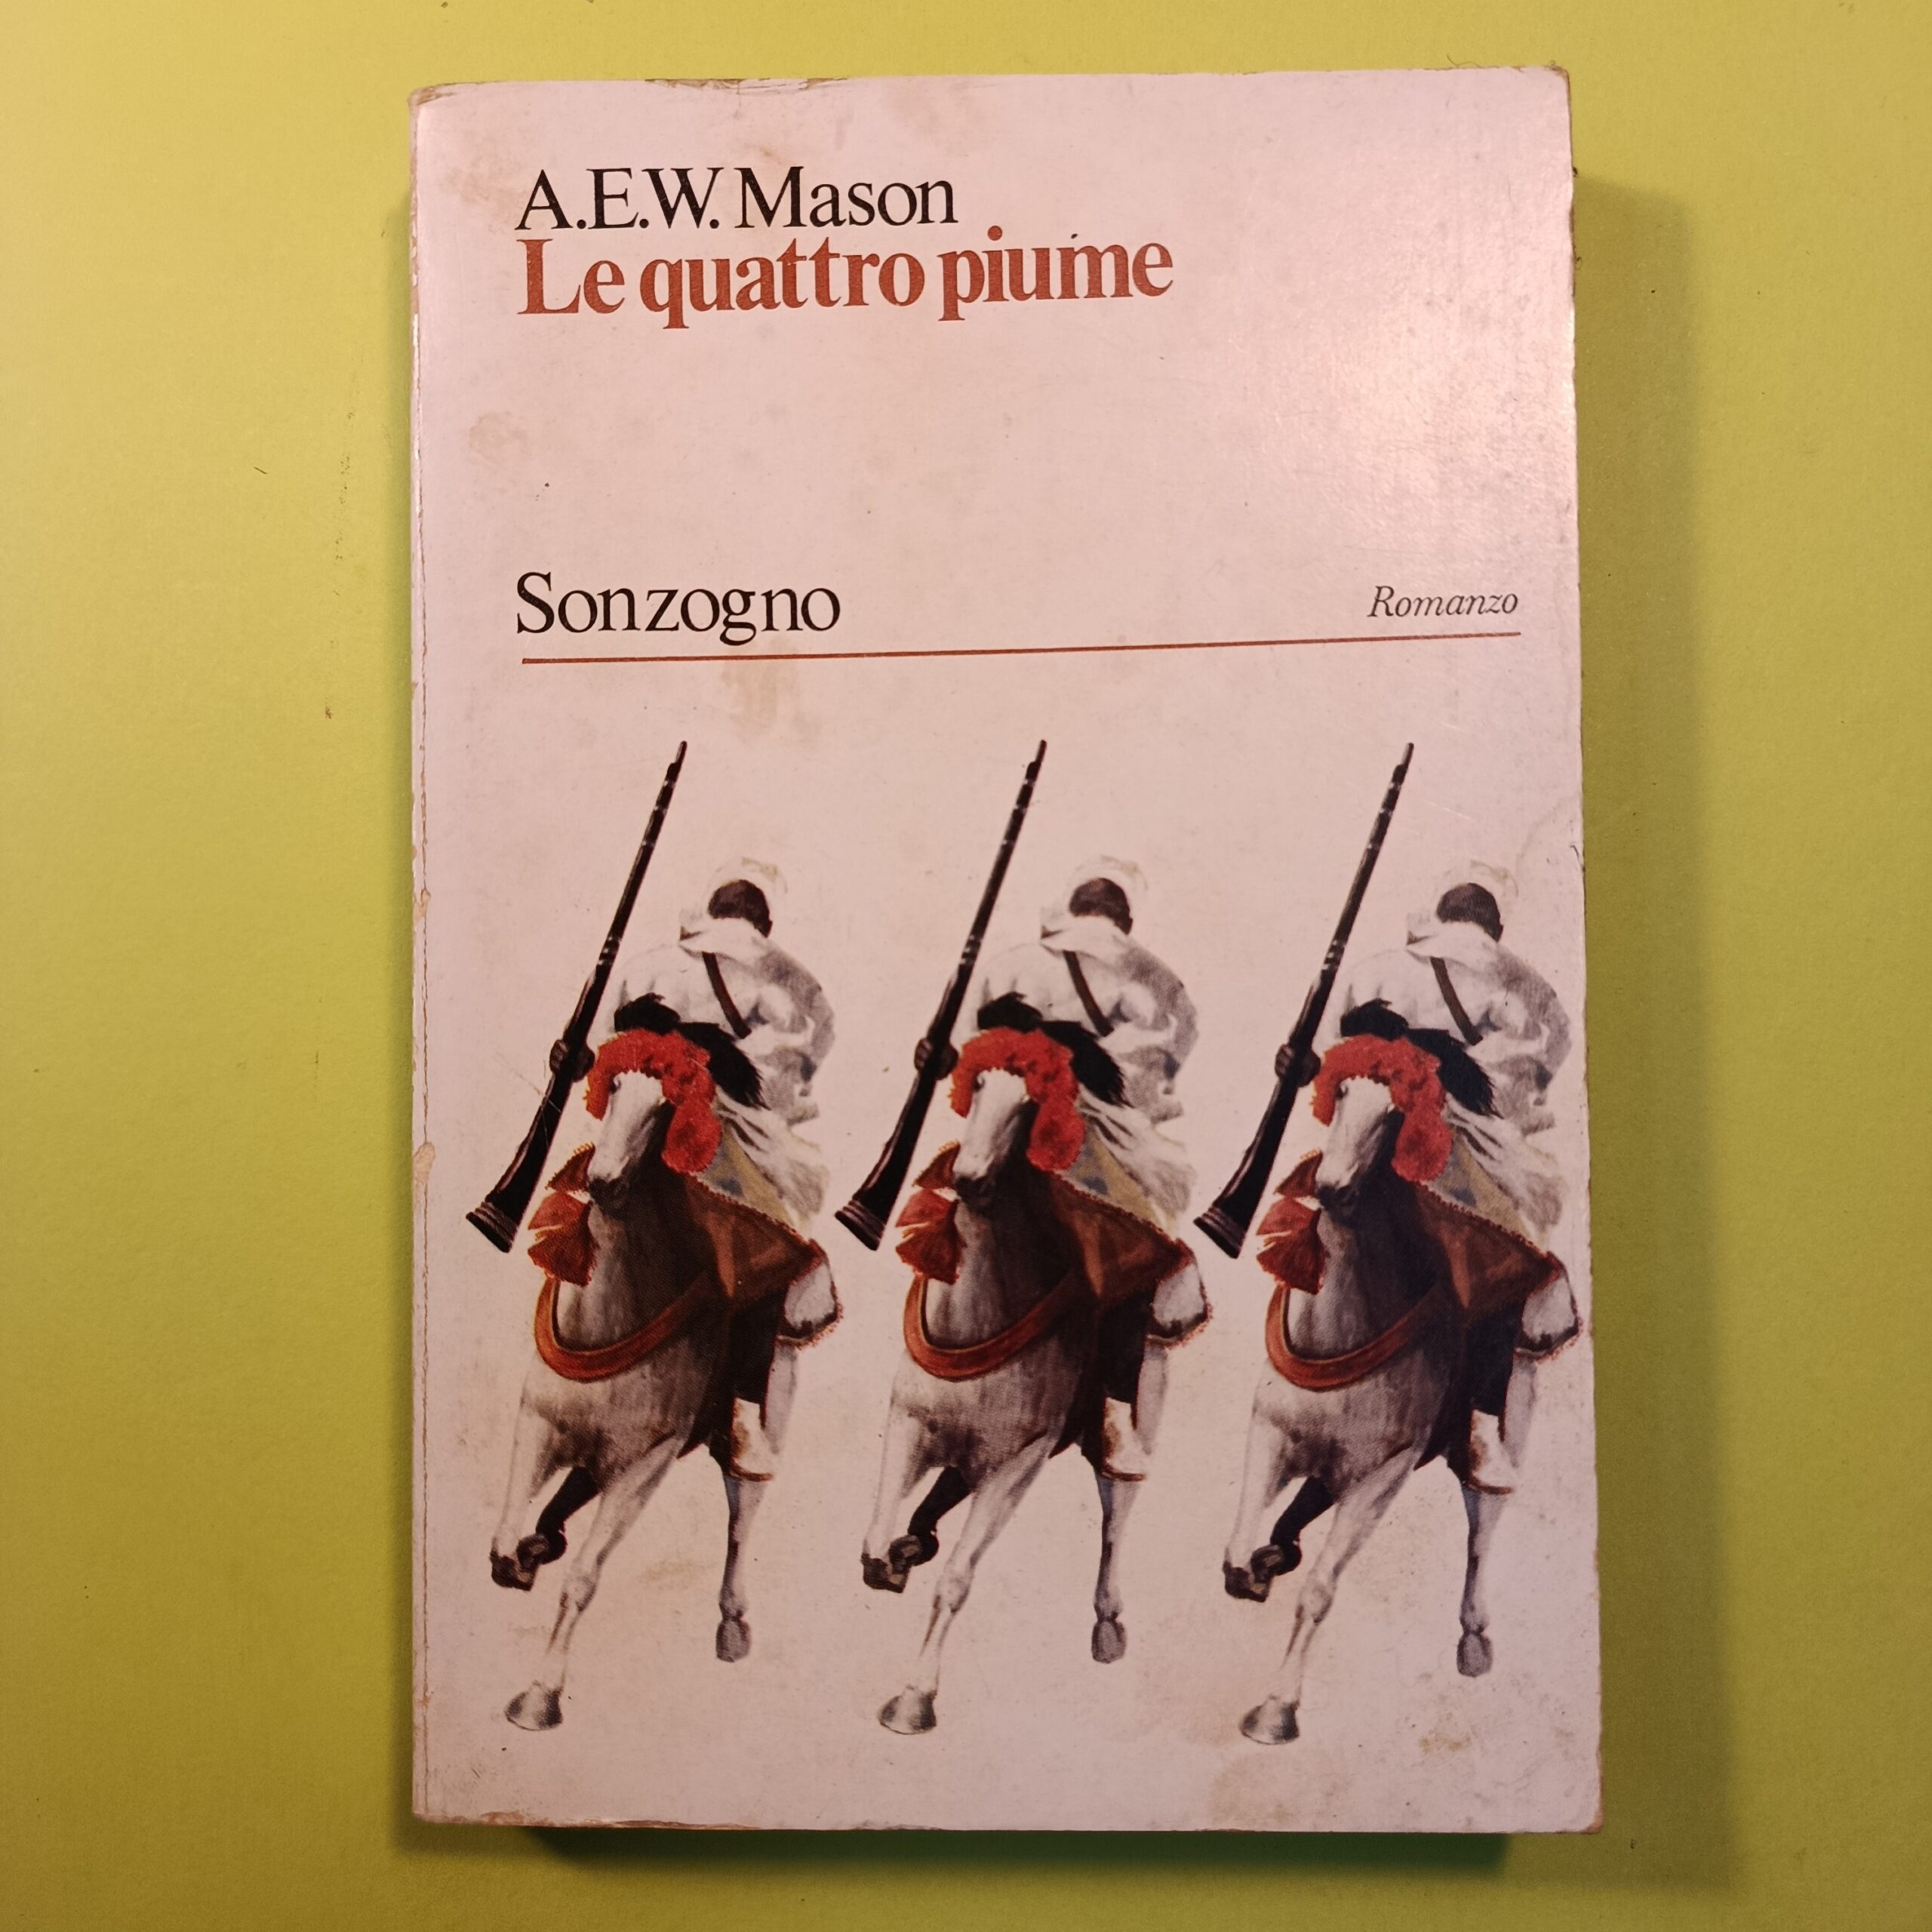 A.E.W. Mason
Le quattro piume
Sonzogno
Romanzo